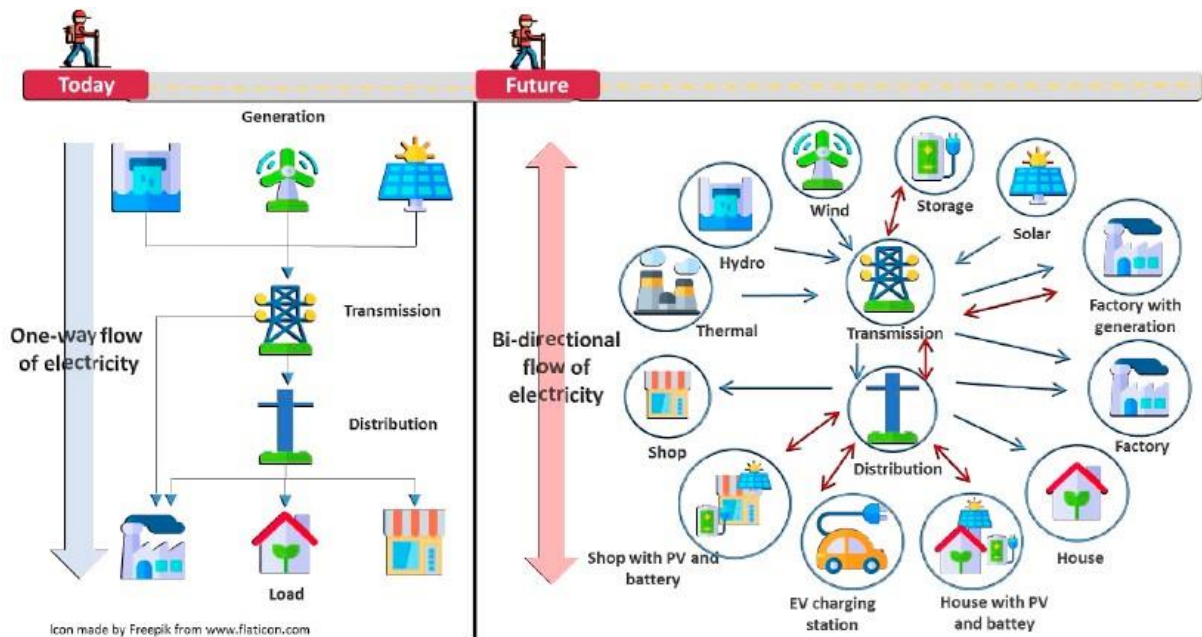 Today
Future
Generation
Transmission
One-way flow
of electricity
Distribution
Load
Icon made by Freepik from www.flaticon.com
Bi-directional
flow of
electricity
Wind
Storage
Solar
Hydro
Thermal
Transmission
Factory with
generation
Shop
Distribution
Factory
Shop with PV and
battery
EV charging
station
House with PV
and battey
House